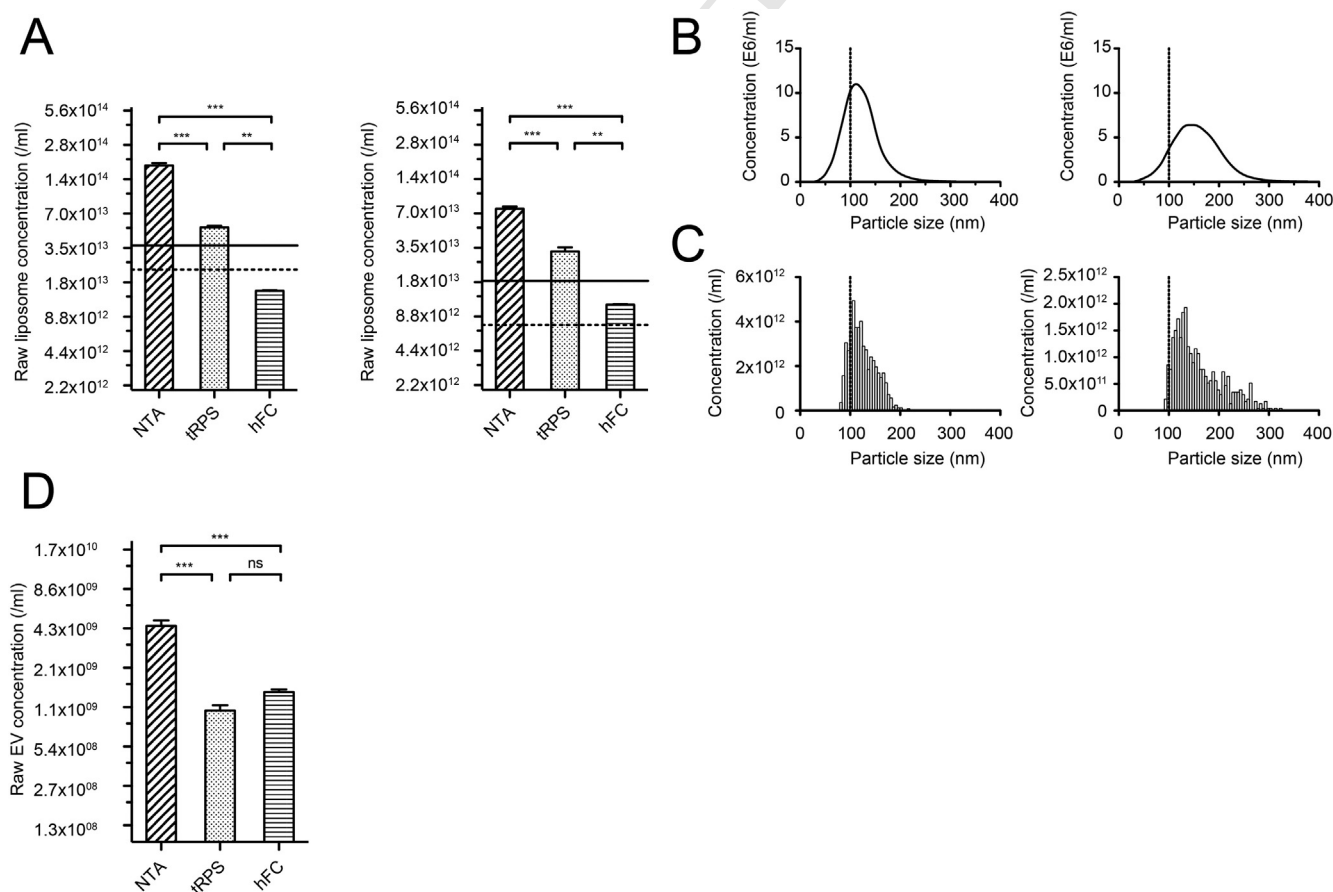 A
Raw liposome concentration (/ml)
5.6x10¹⁴
2.8x10¹⁴
1.4x10¹⁴
7.0x10¹³
3.5x10¹³
1.8x10¹³
8.8x10¹²
4.4x10¹²
2.2x10¹²
***
*** **
NTA tRPS hFC
Raw liposome concentration (/ml)
5.6x10¹⁴
2.8x10¹⁴
1.4x10¹⁴
7.0x10¹³
3.5x10¹³
1.8x10¹³
8.8x10¹²
4.4x10¹²
2.2x10¹²
***
*** **
NTA tRPS hFC
B
Concentration (E6/ml)
15
10
5
0
0 100 200 300 400
Particle size (nm)
Concentration (E6/ml)
15
10
5
0
0 100 200 300 400
Particle size (nm)
C
Concentration (/ml)
6x10¹²
4x10¹²
2x10¹²
0
0 100 200 300 400
Particle size (nm)
Concentration (/ml)
2.5x10¹²
2.0x10¹²
1.5x10¹²
1.0x10¹²
5.0x10¹¹
0
0 100 200 300 400
Particle size (nm)
D
Raw EV concentration (/ml)
1.7x10¹⁰
8.6x10⁰⁹
4.3x10⁰⁹
2.1x10⁰⁹
1.1x10⁰⁹
5.4x10⁰⁸
2.7x10⁰⁸
1.3x10⁰⁸
***
*** ns
NTA tRPS hFC